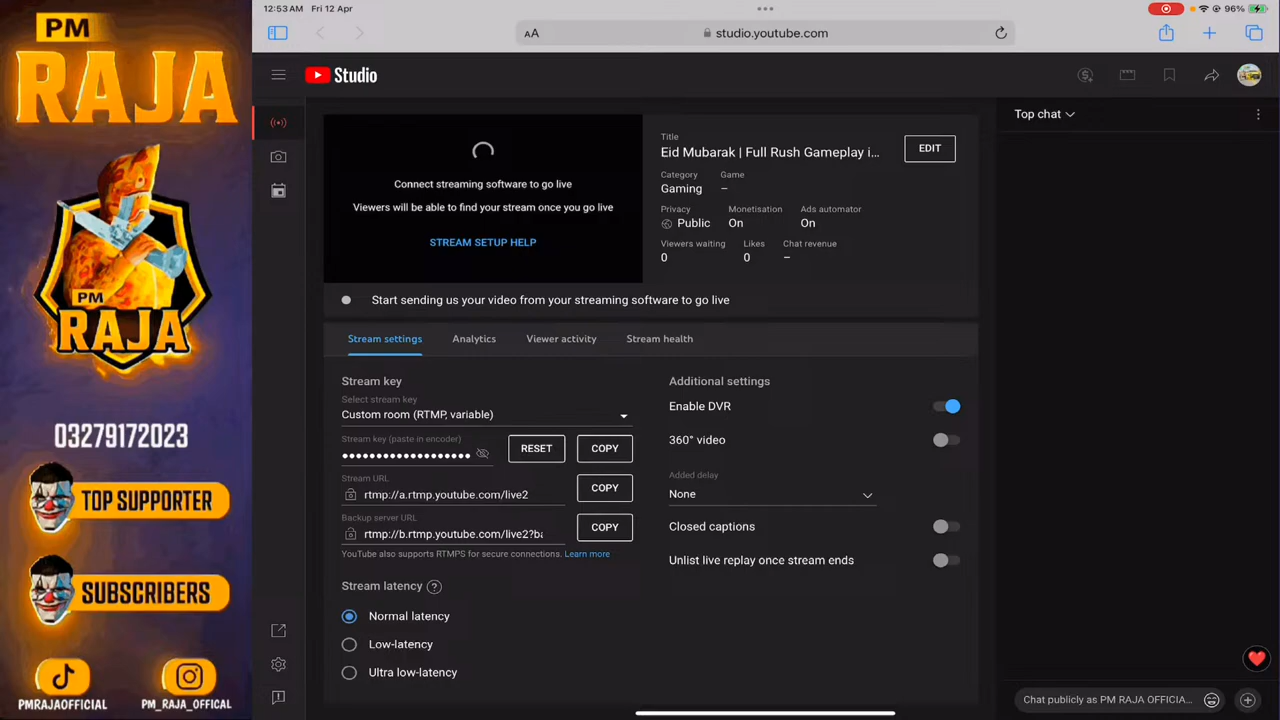 PM
RAJA
PM
RAJA
03279172023
TOP SUPPORTER
SUBSCRIBERS
PMRAJAOFFICIAL
PM_RAJA_OFFICAL
12:53AM Fri 12 Apr
96%
AA
studio.youtube.com
Studio
Connect streaming software to go live
Viewers will be able to find your stream once you go live
STREAM SETUP HELP
Title
Eid Mubarak | Full Rush Gameplay i...
EDIT
Category Game
Gaming –
Privacy Monetisation Ads automator
Public On On
Viewers waiting Likes Chat revenue
0 0 –
Start sending us your video from your streaming software to go live
Stream settings Analytics Viewer activity Stream health
Stream key
Select stream key
Custom room (RTMP, variable)
Stream key (paste in encoder)
•••••••••••••••••••
RESET COPY
Stream URL
rtmp://a.rtmp.youtube.com/live2
COPY
Backup server URL
rtmp://b.rtmp.youtube.com/live2?ba
COPY
YouTube also supports RTMPS for secure connections. Learn more
Stream latency ?
Normal latency
Low-latency
Ultra low-latency
Additional settings
Enable DVR
360° video
Added delay
None
Closed captions
Unlist live replay once stream ends
Top chat
Chat publicly as PM RAJA OFFICIA...